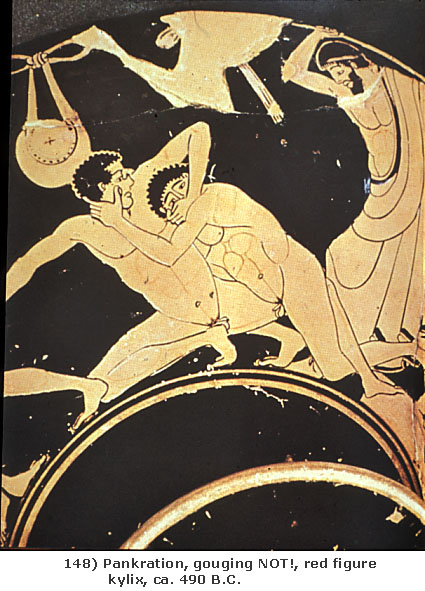 148) Pankration, gouging NOT!, red figure
kylix, ca. 490 B.C.